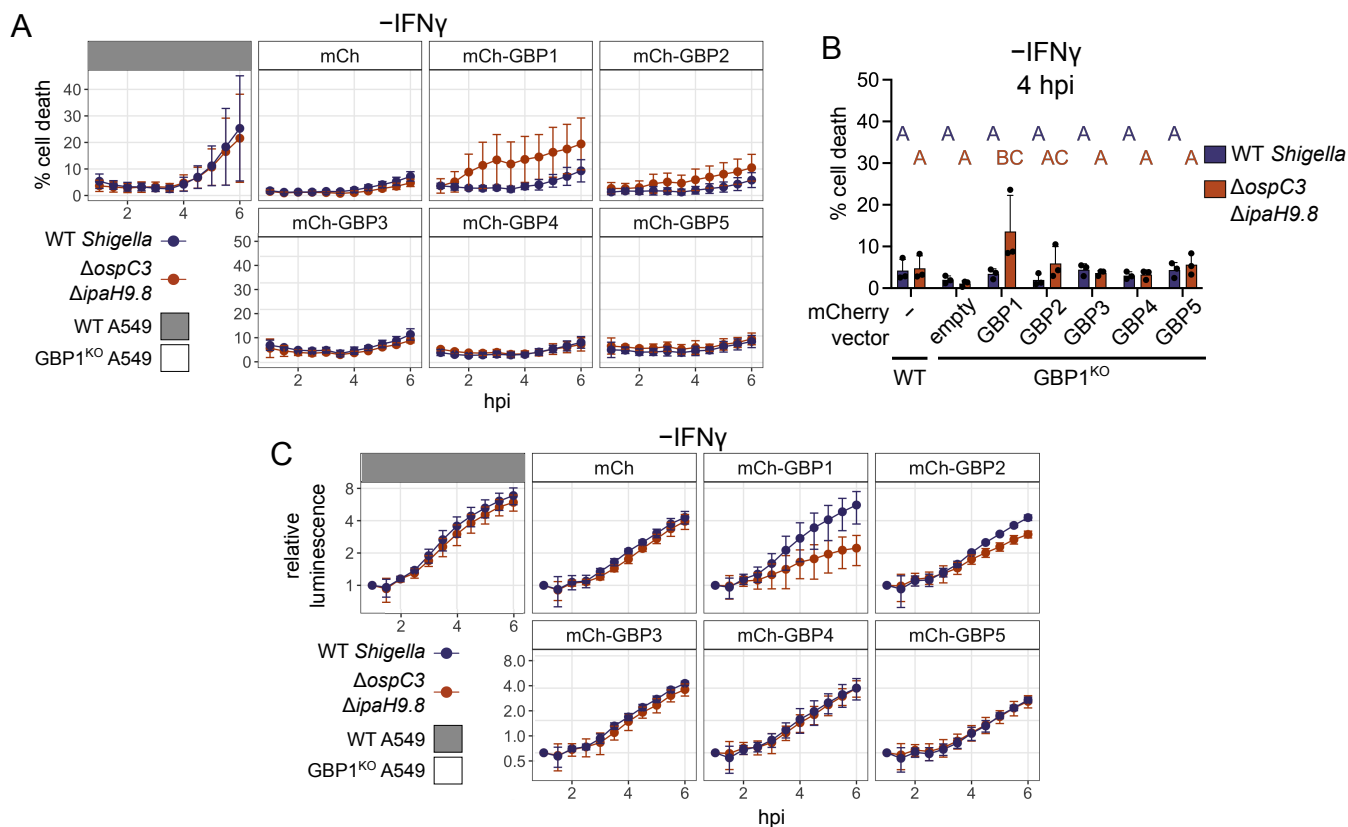 A
−IFNγ
mCh
mCh-GBP1
mCh-GBP2
% cell death
40
30
20
10
0
2
4
6
mCh-GBP3
mCh-GBP4
mCh-GBP5
50
40
30
20
10
0
2
4
6
2
4
6
2
4
6
hpi
WT Shigella
ΔospC3
ΔipaH9.8
WT A549
GBP1KO A549
B
−IFNγ
4 hpi
% cell death
50
40
30
20
10
0
A A A A A A A
A A BC AC A A A
WT Shigella
ΔospC3
ΔipaH9.8
mCherry
vector
– empty GBP1 GBP2 GBP3 GBP4 GBP5
WT GBP1KO
C
−IFNγ
mCh
mCh-GBP1
mCh-GBP2
relative
luminescence
8
4
2
1
2
4
6
mCh-GBP3
mCh-GBP4
mCh-GBP5
8.0
4.0
2.0
1.0
0.5
2
4
6
2
4
6
2
4
6
hpi
WT Shigella
ΔospC3
ΔipaH9.8
WT A549
GBP1KO A549